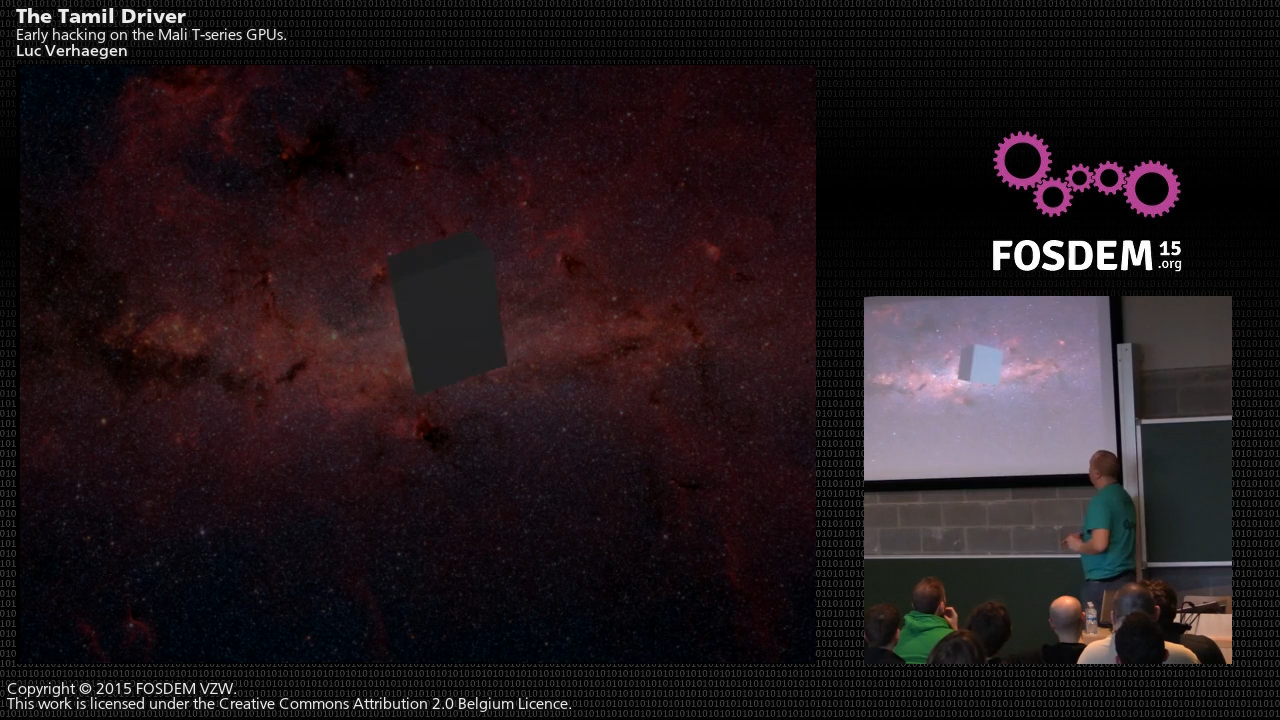 The Tamil Driver
Early hacking on the Mali T-series GPUs.
Luc Verhaegen
FOSDEM 15
.org
Copyright © 2015 FOSDEM VZW.
This work is licensed under the Creative Commons Attribution 2.0 Belgium Licence.